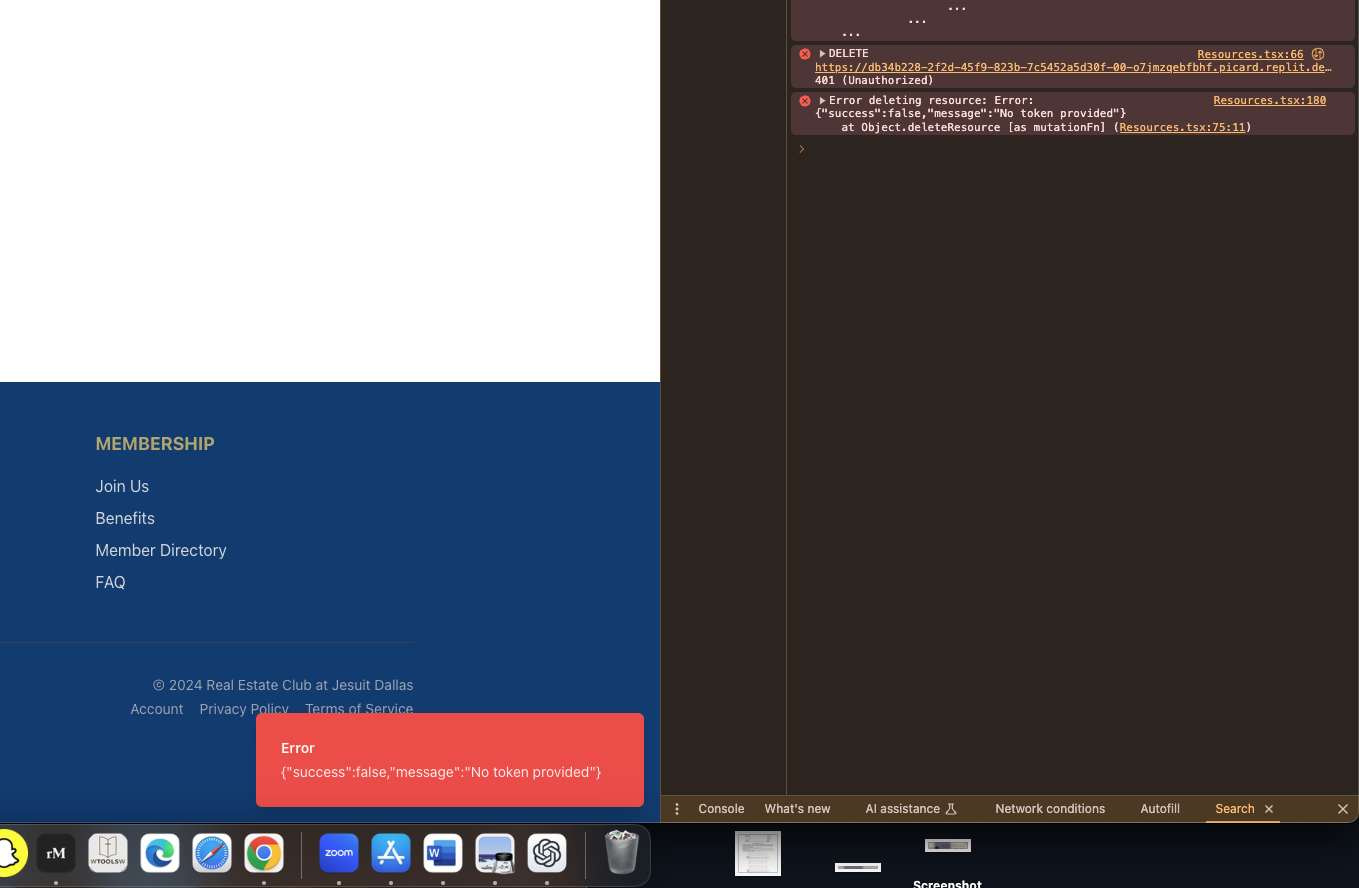 ...
...
...
DELETE Resources.tsx:66
https://db34b228-2f2d-45f9-823b-7c5452a5d30f-00-o7jmzqebfbhf.picard.replit.de…
401 (Unauthorized)
Error deleting resource: Error: Resources.tsx:180
{"success":false,"message":"No token provided"}
at Object.deleteResource [as mutationFn] (Resources.tsx:75:11)
MEMBERSHIP
Join Us
Benefits
Member Directory
FAQ
© 2024 Real Estate Club at Jesuit Dallas
Account Privacy Policy Terms of Service
Error
{"success":false,"message":"No token provided"}
Console What's new AI assistance Network conditions Autofill Search
rM WTOOLSW zoom W
Screenshot